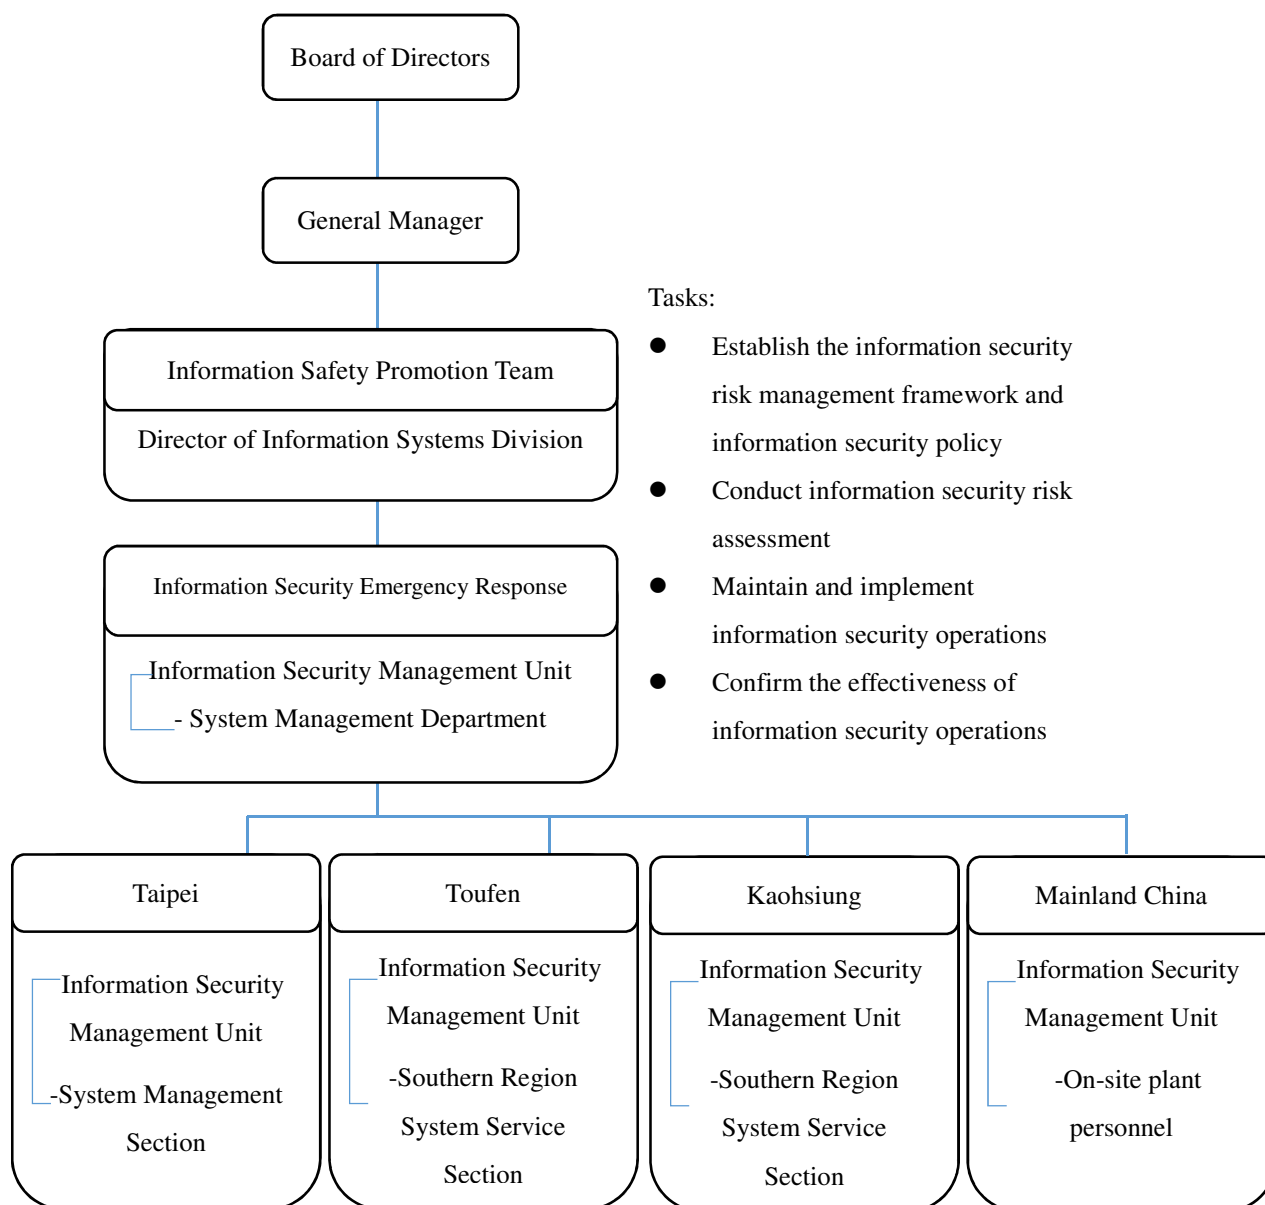 Board of Directors
General Manager
Information Safety Promotion Team
Director of Information Systems Division
Information Security Emergency Response
Information Security Management Unit
- System Management Department
Tasks:
● Establish the information security
risk management framework and
information security policy
● Conduct information security risk
assessment
● Maintain and implement
information security operations
● Confirm the effectiveness of
information security operations
Taipei
Information Security
Management Unit
-System Management
Section
Toufen
Information Security
Management Unit
-Southern Region
System Service
Section
Kaohsiung
Information Security
Management Unit
-Southern Region
System Service
Section
Mainland China
Information Security
Management Unit
-On-site plant
personnel